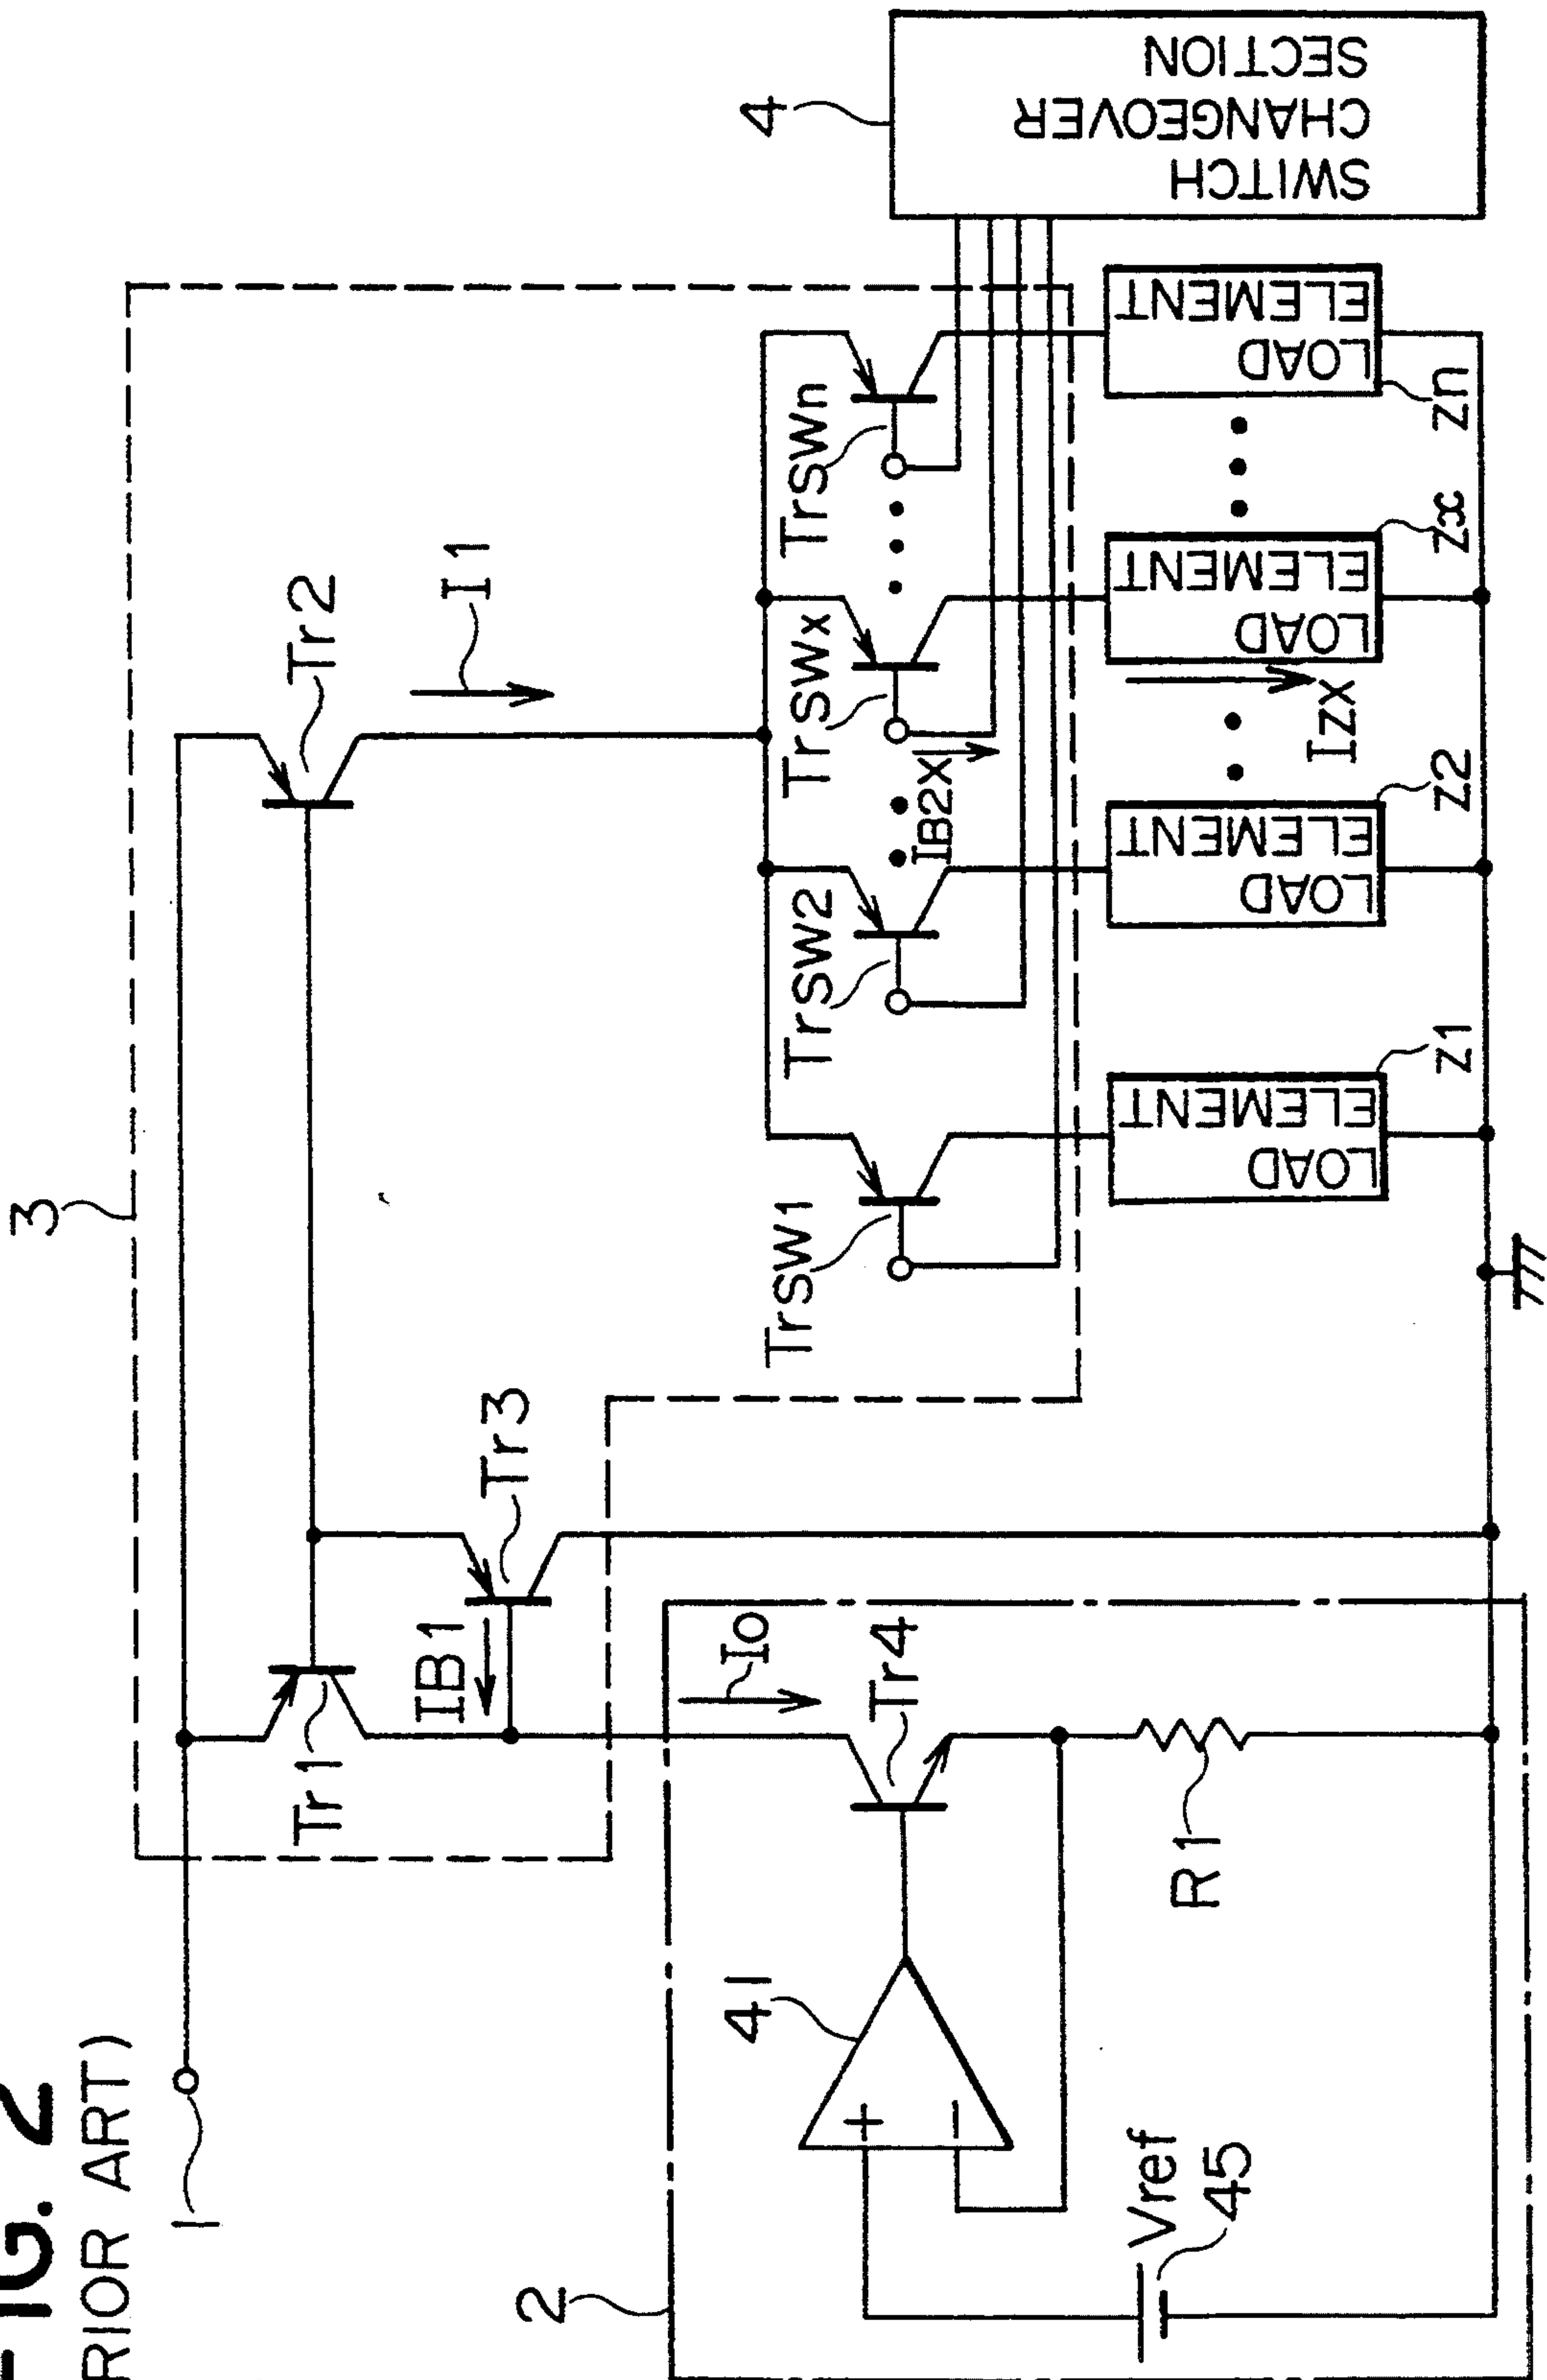 FIG. 2
PRIOR ART)
1
3
Tr1
Tr2
I1
IB1
Tr3
TrSW1
TrSW2
TrSWx
TrSWn
IB2X
4
SWITCH
CHANGEOVER
SECTION
2
Io
Tr4
41
+
−
R1
Vref
45
LOAD
ELEMENT
Z1
LOAD
ELEMENT
Z2
IZX
LOAD
ELEMENT
Zx
LOAD
ELEMENT
Zn